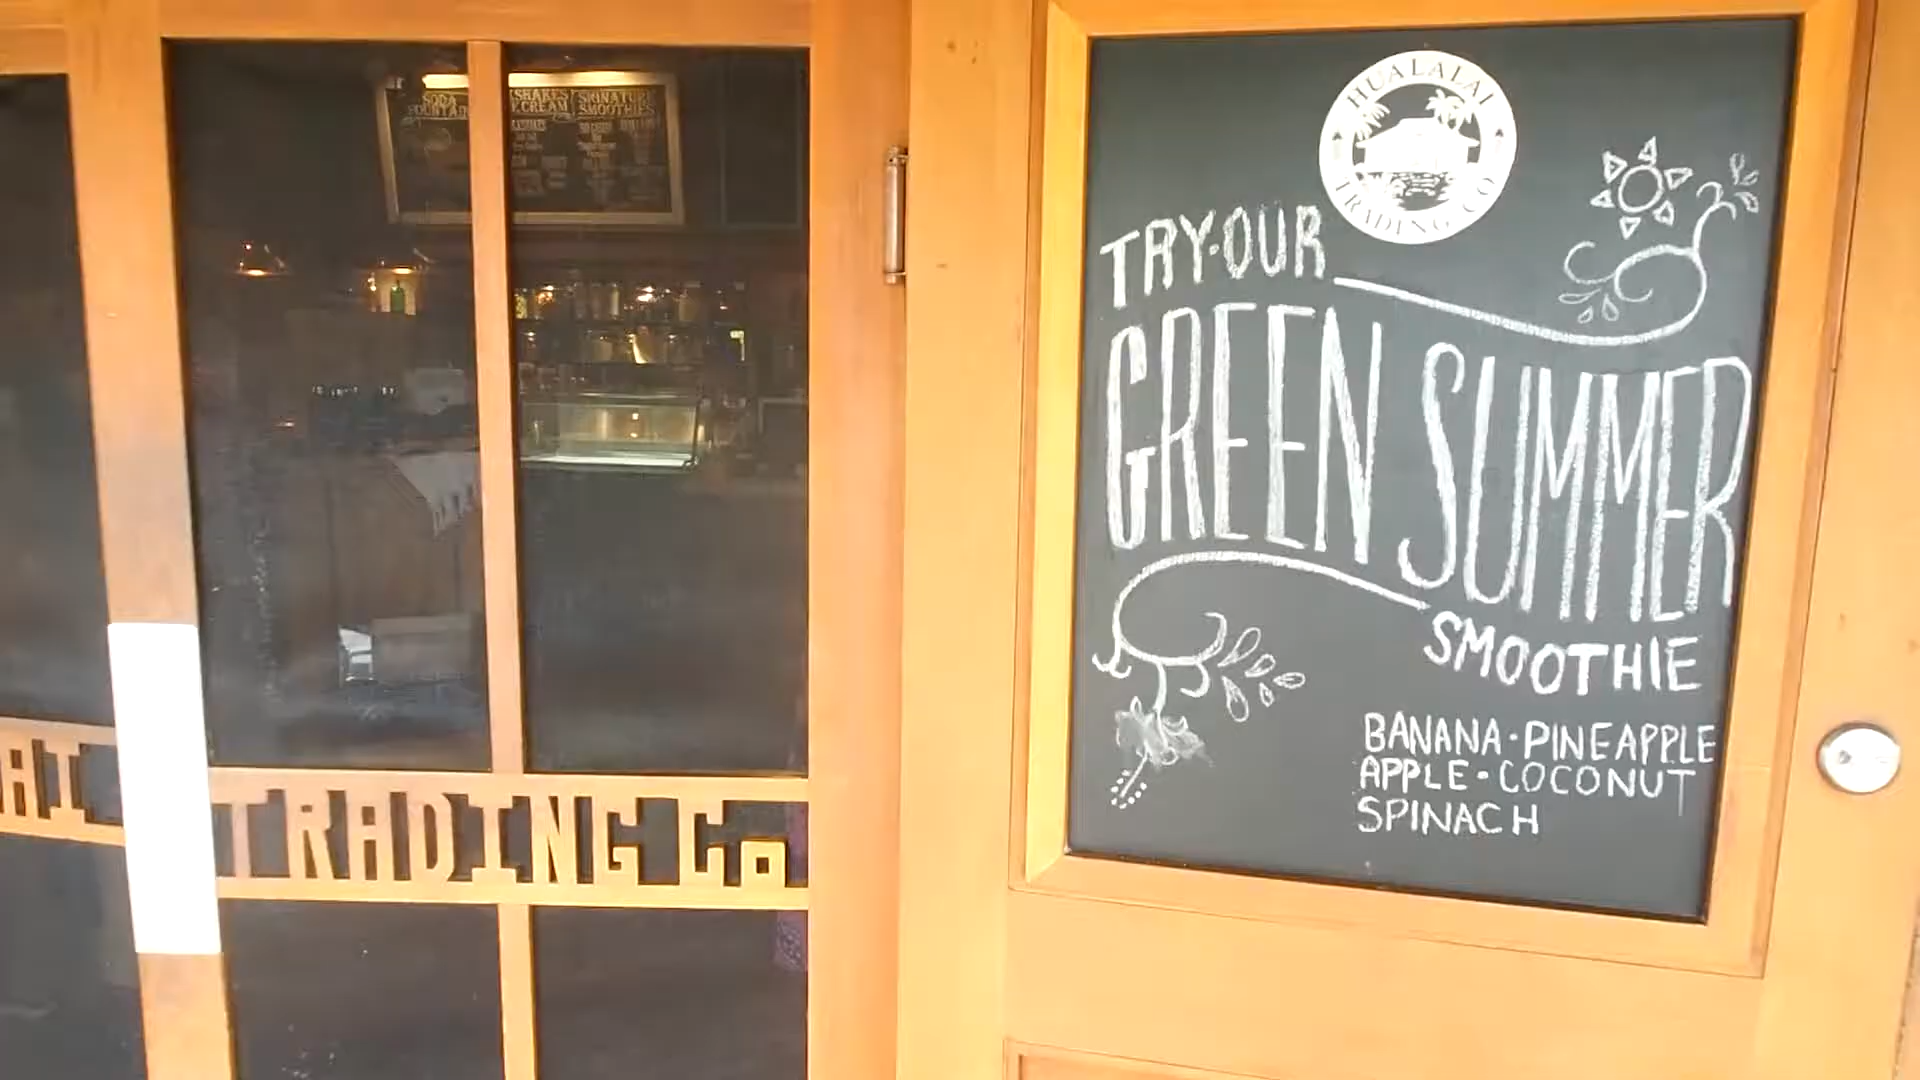 SODA
FOUNTAIN
SHAKES
CREAM
SIGNATURE
SMOOTHIES
AI TRADING Co
HUALALAI
TRADING CO
TRY·OUR
GREEN SUMMER
SMOOTHIE
BANANA·PINEAPPLE
APPLE·COCONUT
SPINACH